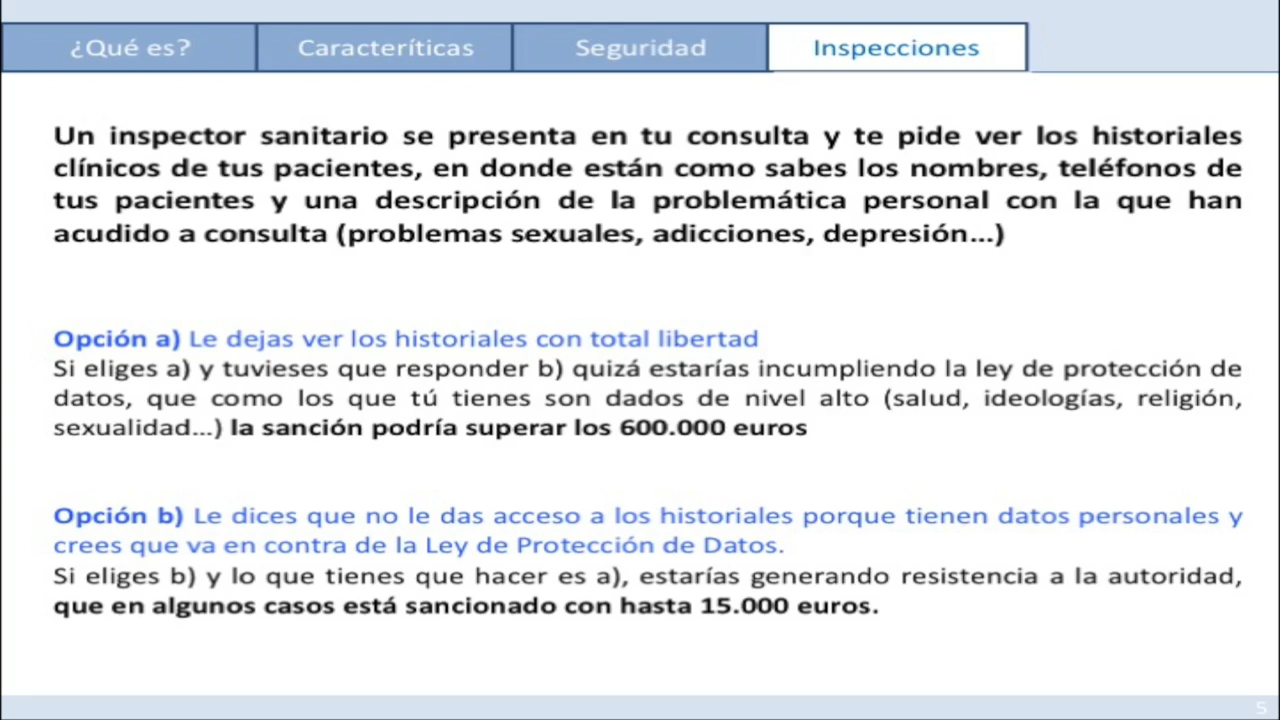 ¿Qué es? Características Seguridad Inspecciones
Un inspector sanitario se presenta en tu consulta y te pide ver los historiales
clínicos de tus pacientes, en donde están como sabes los nombres, teléfonos de
tus pacientes y una descripción de la problemática personal con la que han
acudido a consulta (problemas sexuales, adicciones, depresión...)
Opción a) Le dejas ver los historiales con total libertad
Si eliges a) y tuvieses que responder b) quizá estarías incumpliendo la ley de protección de
datos, que como los que tú tienes son dados de nivel alto (salud, ideologías, religión,
sexualidad...) la sanción podría superar los 600.000 euros
Opción b) Le dices que no le das acceso a los historiales porque tienen datos personales y
crees que va en contra de la Ley de Protección de Datos.
Si eliges b) y lo que tienes que hacer es a), estarías generando resistencia a la autoridad,
que en algunos casos está sancionado con hasta 15.000 euros.
5